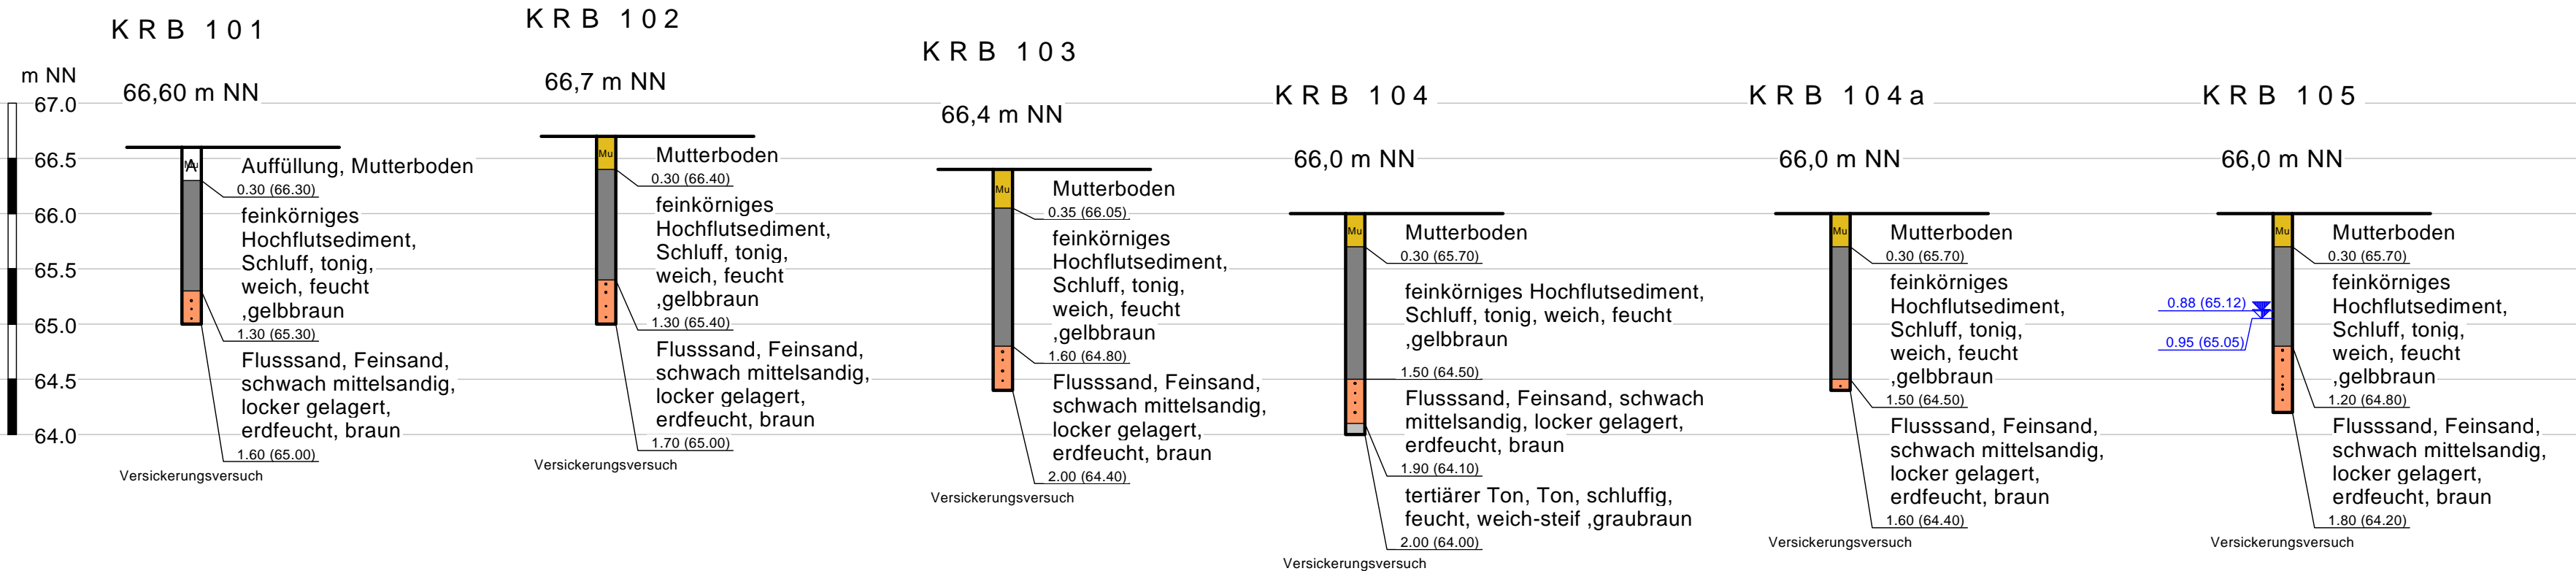 m NN
67.0
66.5
66.0
65.5
65.0
64.5
64.0
KRB 101
66,60 m NN
Mu
A
Auffüllung, Mutterboden
0.30 (66.30)
feinkörniges
Hochflutsediment,
Schluff, tonig,
weich, feucht
,gelbbraun
1.30 (65.30)
Flusssand, Feinsand,
schwach mittelsandig,
locker gelagert,
erdfeucht, braun
1.60 (65.00)
Versickerungsversuch
KRB 102
66,7 m NN
Mu
Mutterboden
0.30 (66.40)
feinkörniges
Hochflutsediment,
Schluff, tonig,
weich, feucht
,gelbbraun
1.30 (65.40)
Flusssand, Feinsand,
schwach mittelsandig,
locker gelagert,
erdfeucht, braun
1.70 (65.00)
Versickerungsversuch
KRB 103
66,4 m NN
Mu
Mutterboden
0.35 (66.05)
feinkörniges
Hochflutsediment,
Schluff, tonig,
weich, feucht
,gelbbraun
1.60 (64.80)
Flusssand, Feinsand,
schwach mittelsandig,
locker gelagert,
erdfeucht, braun
2.00 (64.40)
Versickerungsversuch
KRB 104
66,0 m NN
Mu
Mutterboden
0.30 (65.70)
feinkörniges Hochflutsediment,
Schluff, tonig, weich, feucht
,gelbbraun
1.50 (64.50)
Flusssand, Feinsand, schwach
mittelsandig, locker gelagert,
erdfeucht, braun
1.90 (64.10)
tertiärer Ton, Ton, schluffig,
feucht, weich-steif ,graubraun
2.00 (64.00)
Versickerungsversuch
KRB 104a
66,0 m NN
Mu
Mutterboden
0.30 (65.70)
feinkörniges
Hochflutsediment,
Schluff, tonig,
weich, feucht
,gelbbraun
1.50 (64.50)
Flusssand, Feinsand,
schwach mittelsandig,
locker gelagert,
erdfeucht, braun
1.60 (64.40)
Versickerungsversuch
KRB 105
66,0 m NN
Mu
Mutterboden
0.30 (65.70)
0.88 (65.12)
0.95 (65.05)
feinkörniges
Hochflutsediment,
Schluff, tonig,
weich, feucht
,gelbbraun
1.20 (64.80)
Flusssand, Feinsand,
schwach mittelsandig,
locker gelagert,
erdfeucht, braun
1.80 (64.20)
Versickerungsversuch